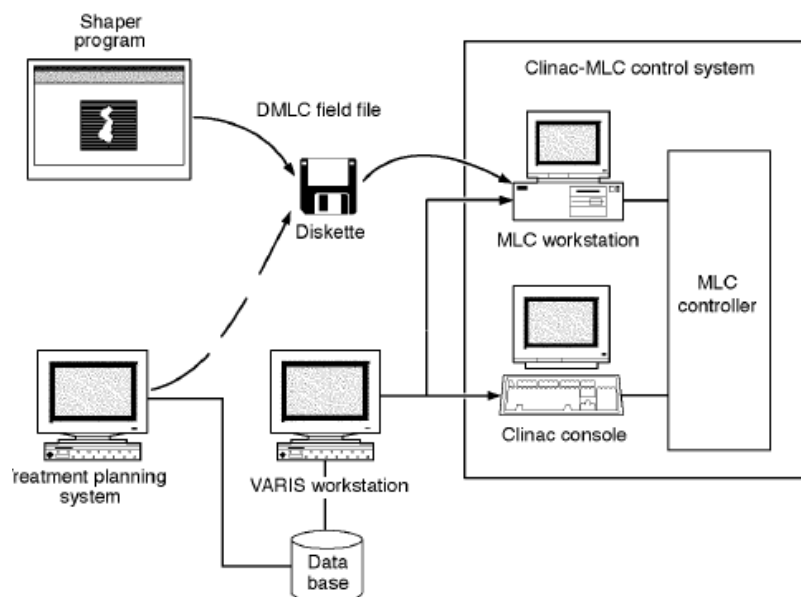 Shaper
program
Clinac-MLC control system
DMLC field file
Diskette
MLC workstation
MLC
controller
Clinac console
reatment planning
system
VARIS workstation
Data
base